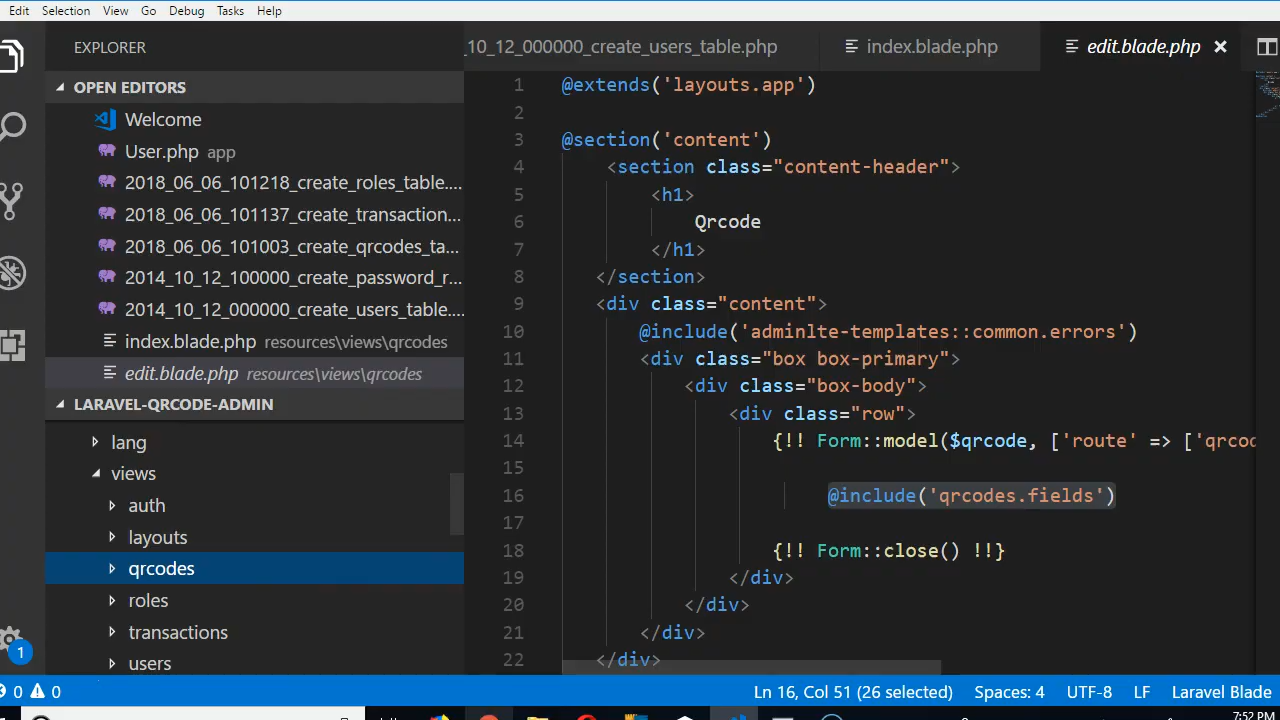 Edit Selection View Go Debug Tasks Help
EXPLORER
OPEN EDITORS
Welcome
User.php app
2018_06_06_101218_create_roles_table....
2018_06_06_101137_create_transaction...
2018_06_06_101003_create_qrcodes_ta...
2014_10_12_100000_create_password_r...
2014_10_12_000000_create_users_table....
index.blade.php resources\views\qrcodes
edit.blade.php resources\views\qrcodes
LARAVEL-QRCODE-ADMIN
lang
views
auth
layouts
qrcodes
roles
transactions
users
1
_10_12_000000_create_users_table.php index.blade.php edit.blade.php
1 @extends('layouts.app')
2
3 @section('content')
4 <section class="content-header">
5 <h1>
6 Qrcode
7 </h1>
8 </section>
9 <div class="content">
10 @include('adminlte-templates::common.errors')
11 <div class="box box-primary">
12 <div class="box-body">
13 <div class="row">
14 {!! Form::model($qrcode, ['route' => ['qrcod
15
16 @include('qrcodes.fields')
17
18 {!! Form::close() !!}
19 </div>
20 </div>
21 </div>
22 </div>
0 0 Ln 16, Col 51 (26 selected) Spaces: 4 UTF-8 LF Laravel Blade
7:52 PM